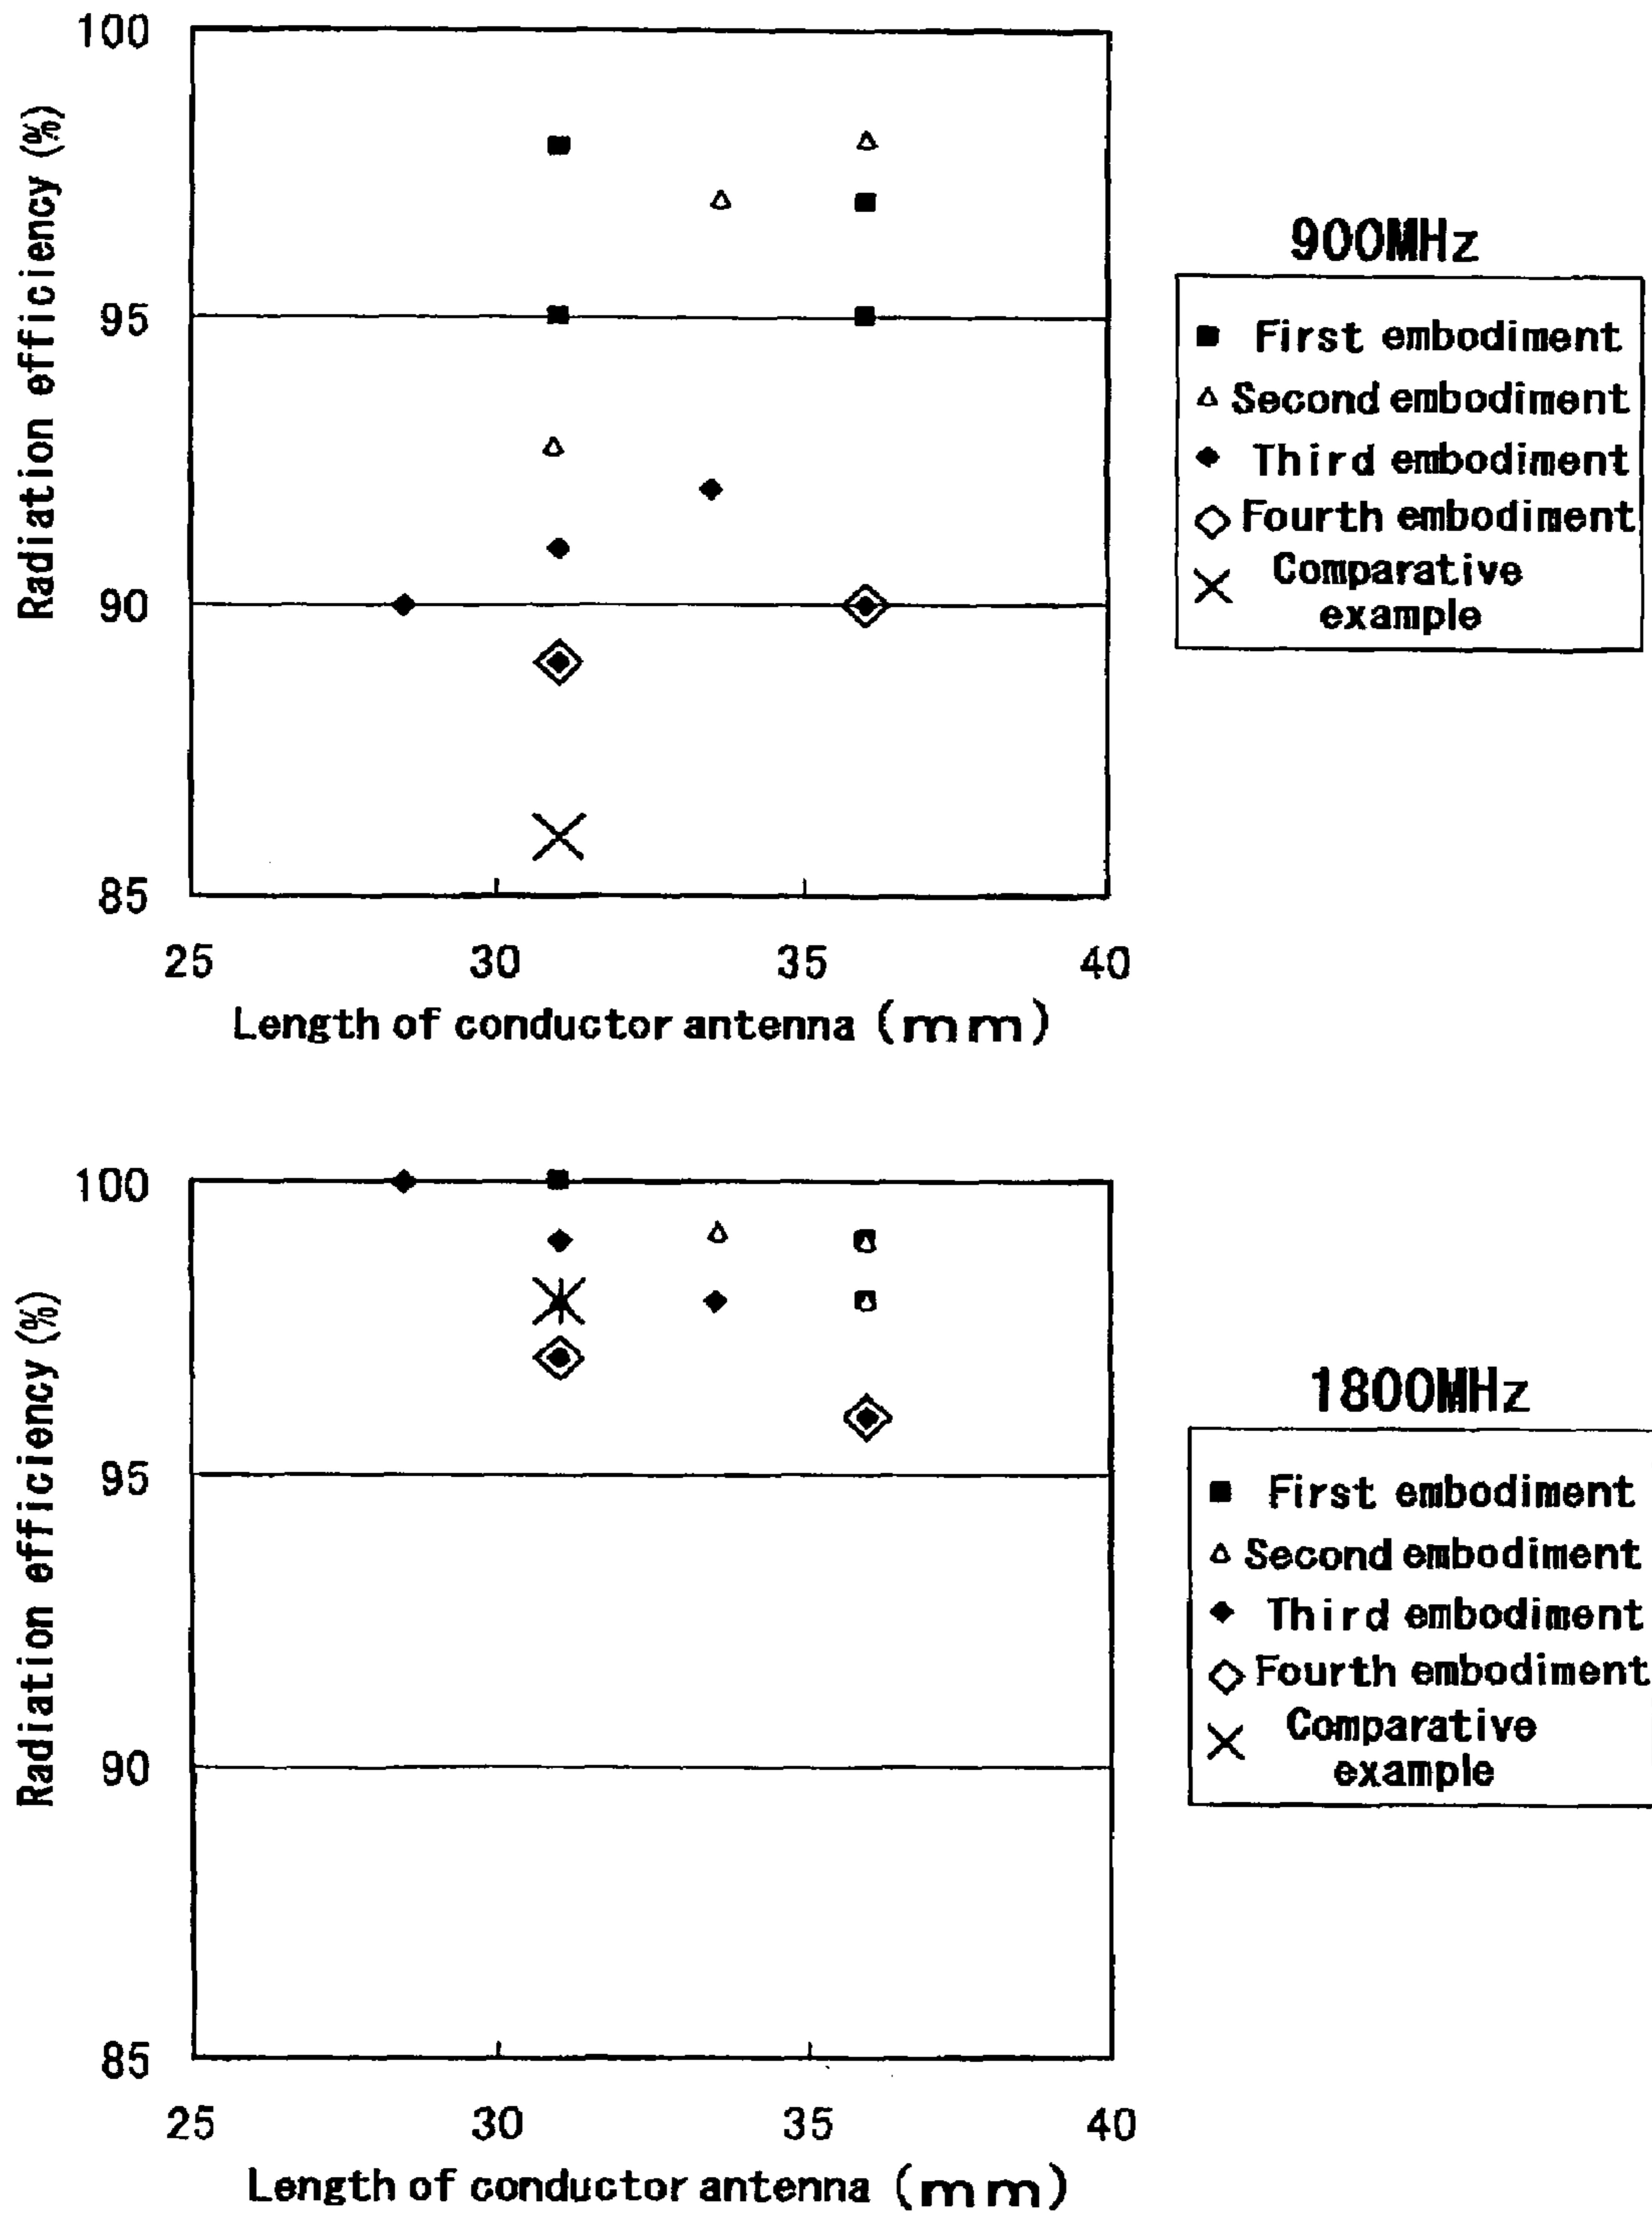 Radiation efficiency (%)
100
95
90
85
25 30 35 40
Length of conductor antenna (mm)
900MHz
First embodiment
Second embodiment
Third embodiment
Fourth embodiment
Comparative
example
Radiation efficiency (%)
100
95
90
85
25 30 35 40
Length of conductor antenna (mm)
1800MHz
First embodiment
Second embodiment
Third embodiment
Fourth embodiment
Comparative
example